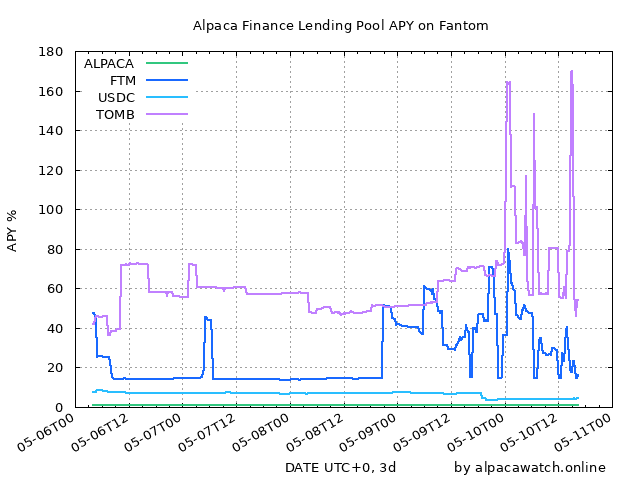 Alpaca Finance Lending Pool APY on Fantom
APY %
180
160
140
120
100
80
60
40
20
0
ALPACA
FTM
USDC
TOMB
05-06T00
05-06T12
05-07T00
05-07T12
05-08T00
05-08T12
05-09T00
05-09T12
05-10T00
05-10T12
05-11T00
DATE UTC+0, 3d
by alpacawatch.online